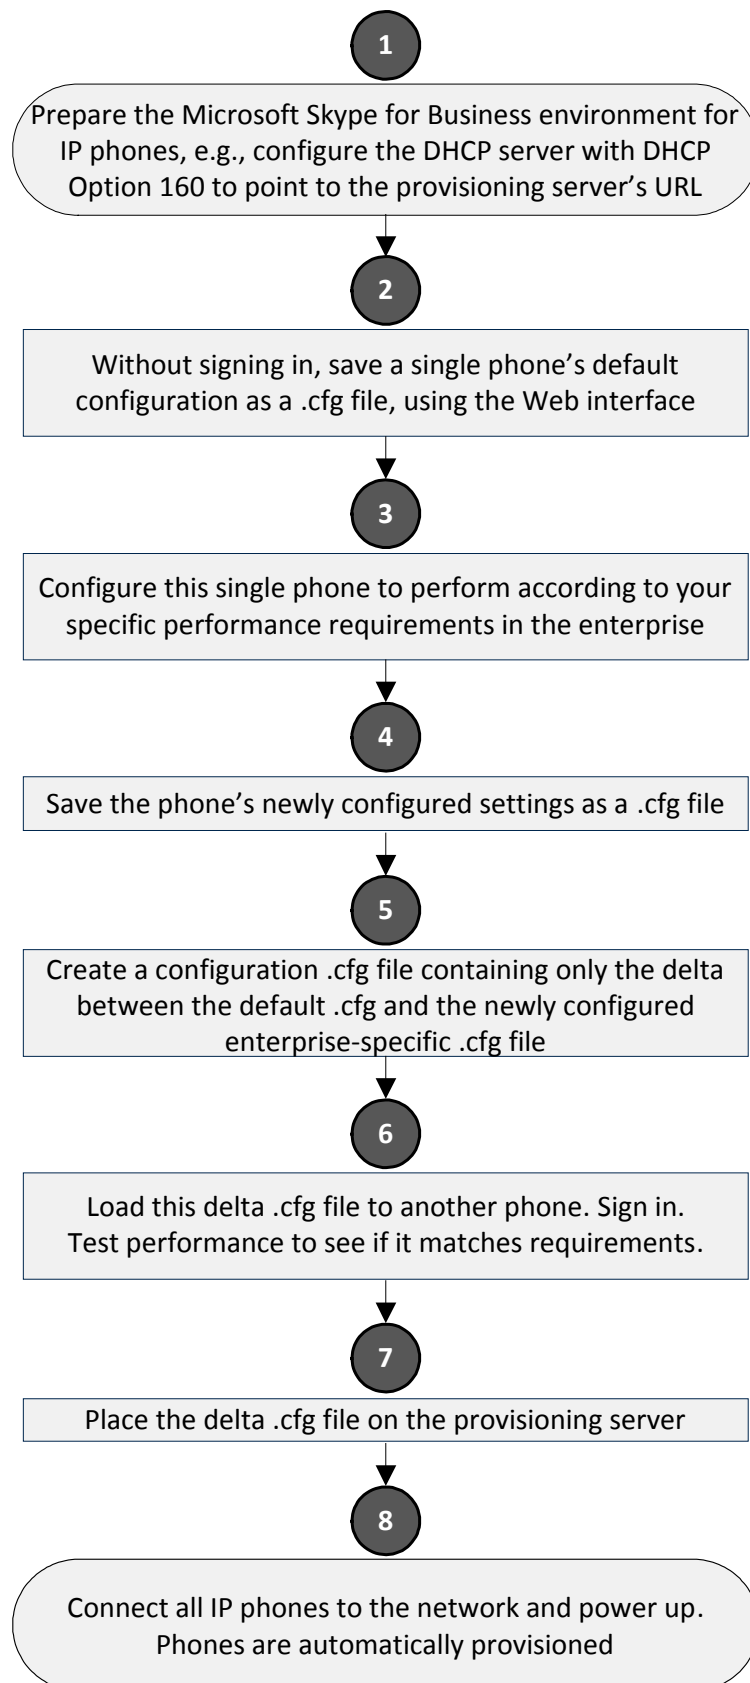 1
Prepare the Microsoft Skype for Business environment for
IP phones, e.g., configure the DHCP server with DHCP
Option 160 to point to the provisioning server’s URL
2
Without signing in, save a single phone’s default
configuration as a .cfg file, using the Web interface
3
Configure this single phone to perform according to your
specific performance requirements in the enterprise
4
Save the phone’s newly configured settings as a .cfg file
5
Create a configuration .cfg file containing only the delta
between the default .cfg and the newly configured
enterprise-specific .cfg file
6
Load this delta .cfg file to another phone. Sign in.
Test performance to see if it matches requirements.
7
Place the delta .cfg file on the provisioning server
8
Connect all IP phones to the network and power up.
Phones are automatically provisioned